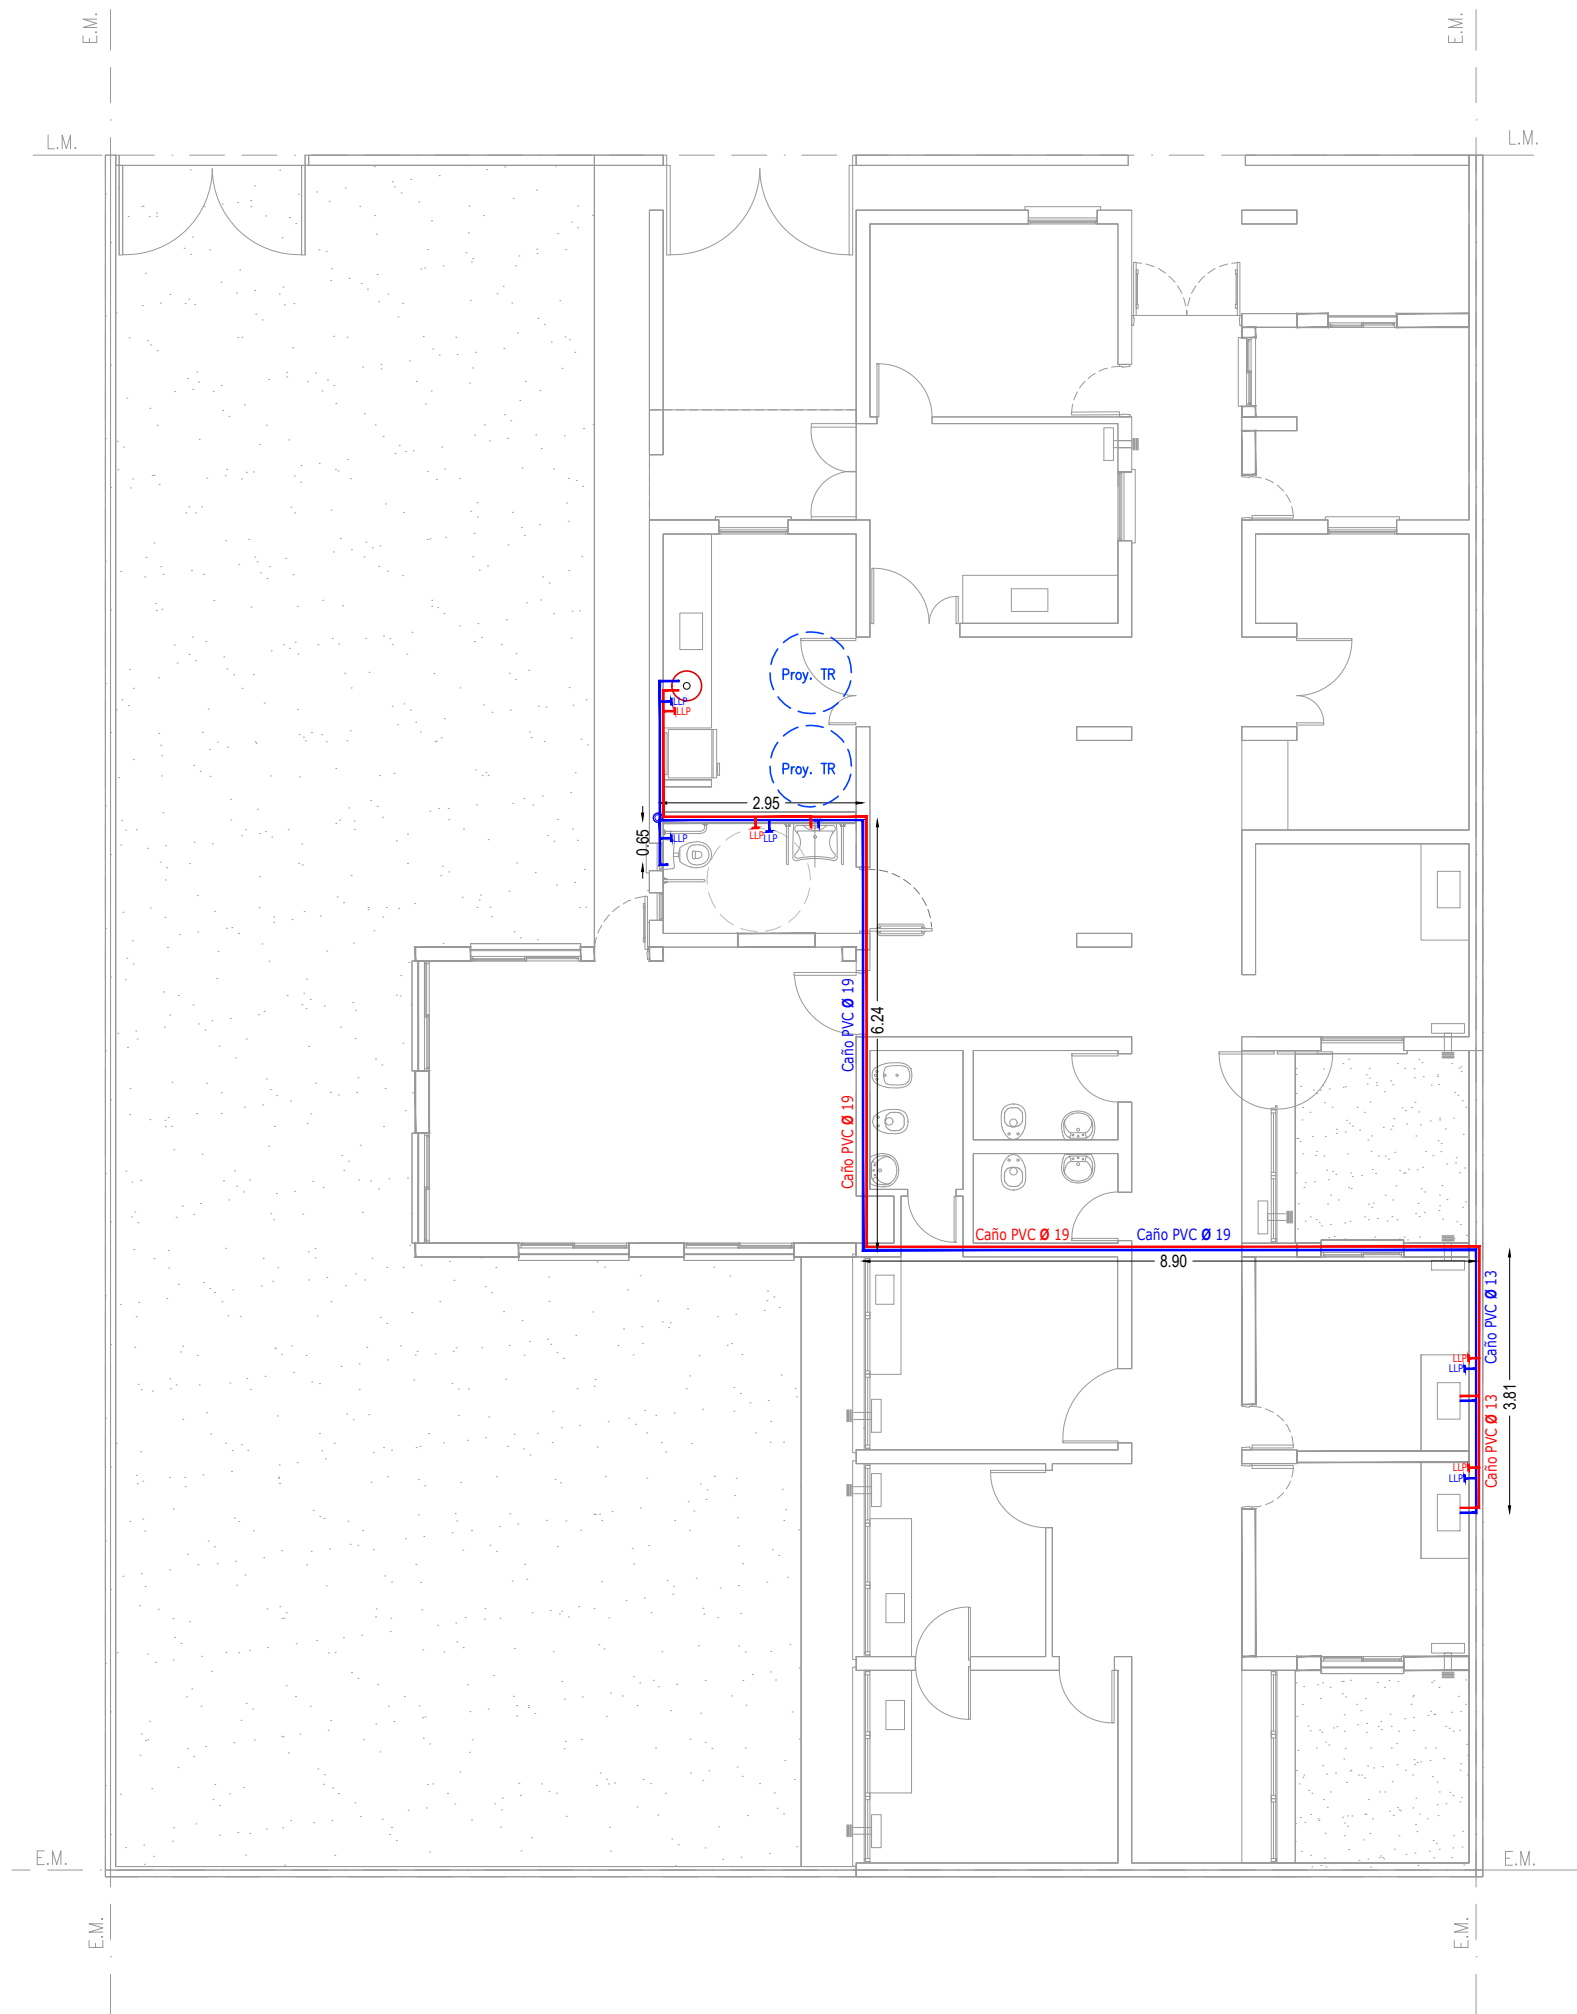 E.M.
E.M.
L.M.
L.M.
Proy. TR
LLP
LLP
Proy. TR
2.95
0.65
LLP
LLP
LLP
Caño PVC Ø 19
6.24
Caño PVC Ø 19
Caño PVC Ø 19
Caño PVC Ø 19
8.90
Caño PVC Ø 13
LLP
LLP
3.81
Caño PVC Ø 13
LLP
LLP
E.M.
E.M.
E.M.
E.M.